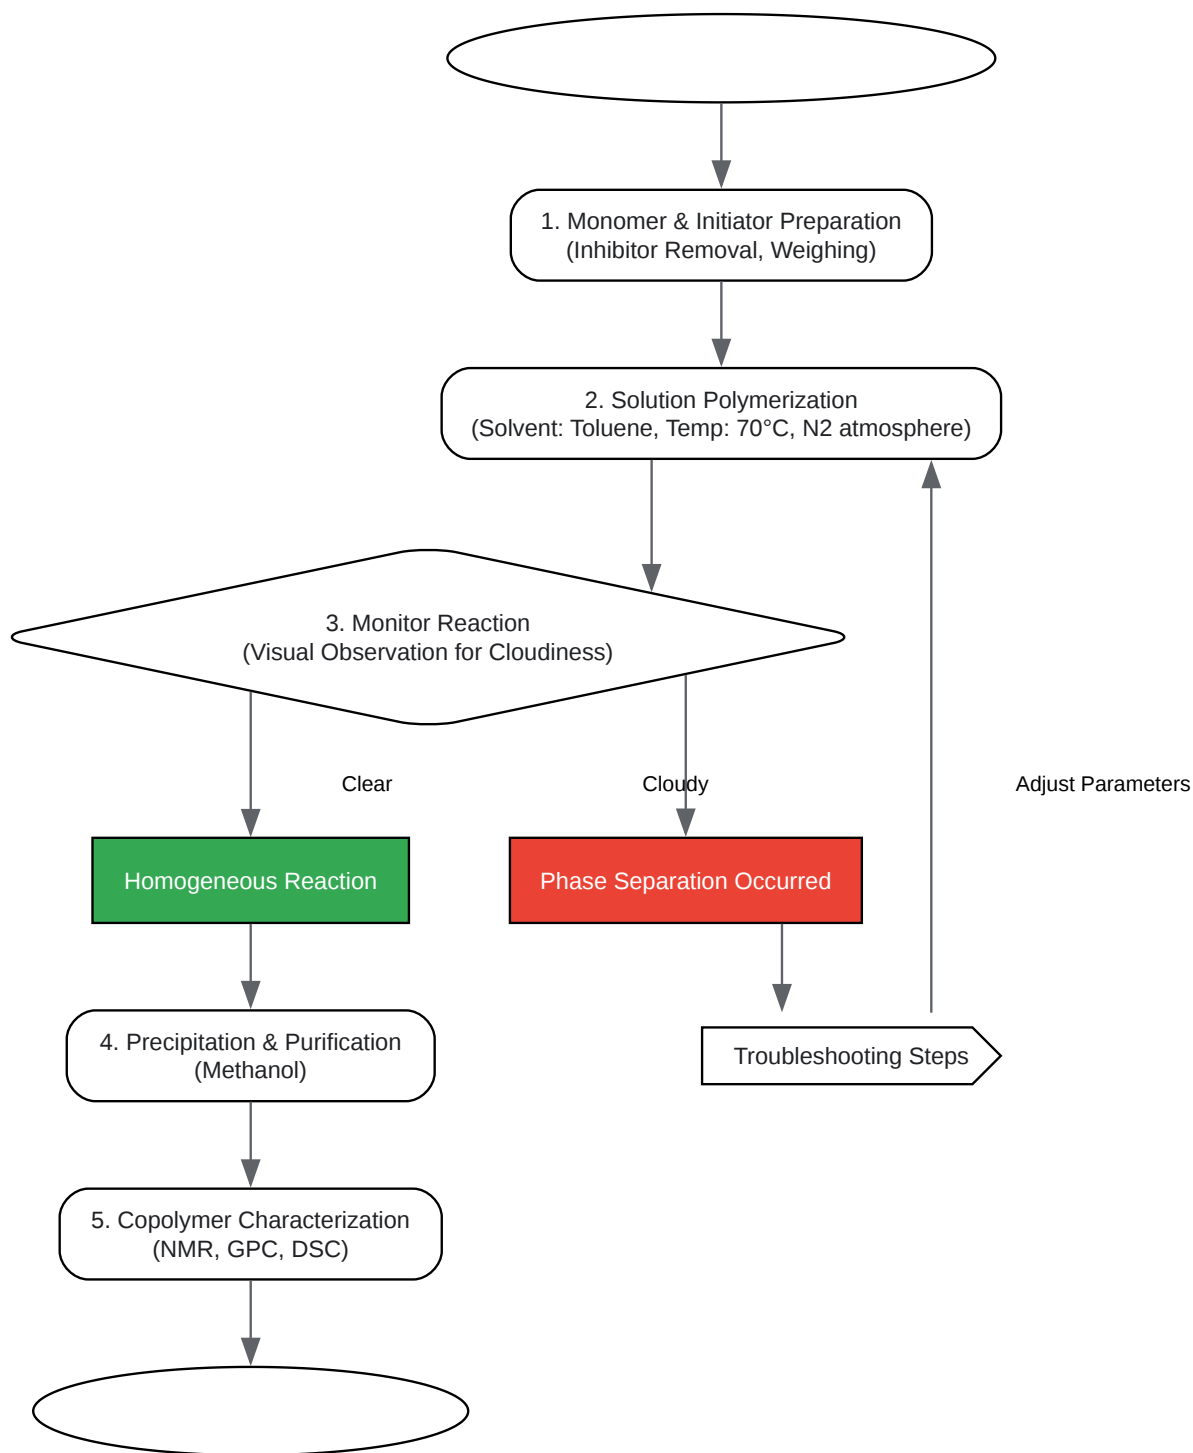 1. Monomer & Initiator Preparation
(Inhibitor Removal, Weighing)
2. Solution Polymerization
(Solvent: Toluene, Temp: 70°C, N2 atmosphere)
3. Monitor Reaction
(Visual Observation for Cloudiness)
Clear
Cloudy
Adjust Parameters
Homogeneous Reaction
Phase Separation Occurred
4. Precipitation & Purification
(Methanol)
Troubleshooting Steps
5. Copolymer Characterization
(NMR, GPC, DSC)